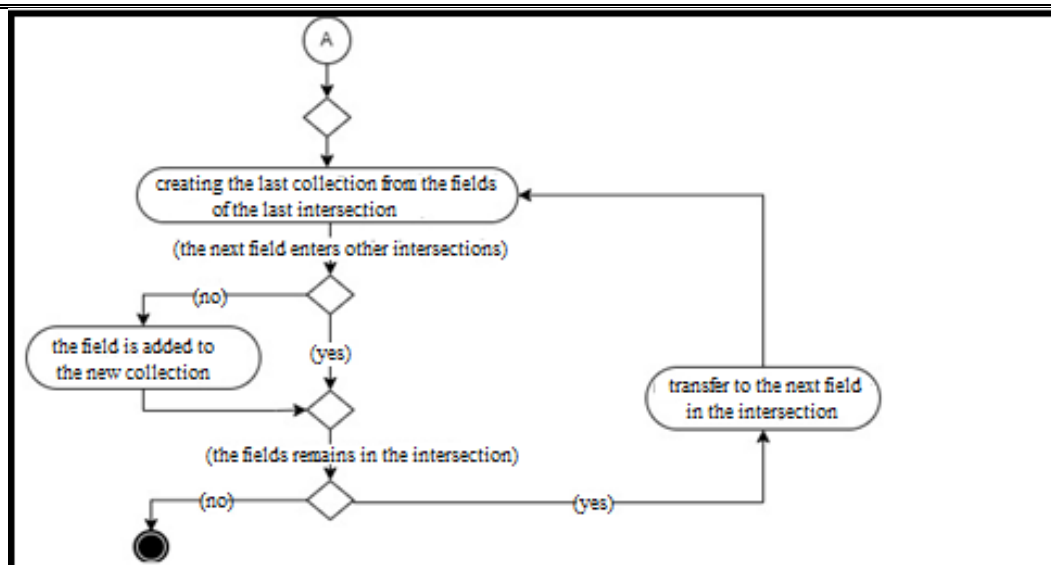 A
creating the last collection from the fields
of the last intersection
(the next field enters other intersections)
(no)
the field is added to
the new collection
(yes)
transfer to the next field
in the intersection
(the fields remains in the intersection)
(no)
(yes)